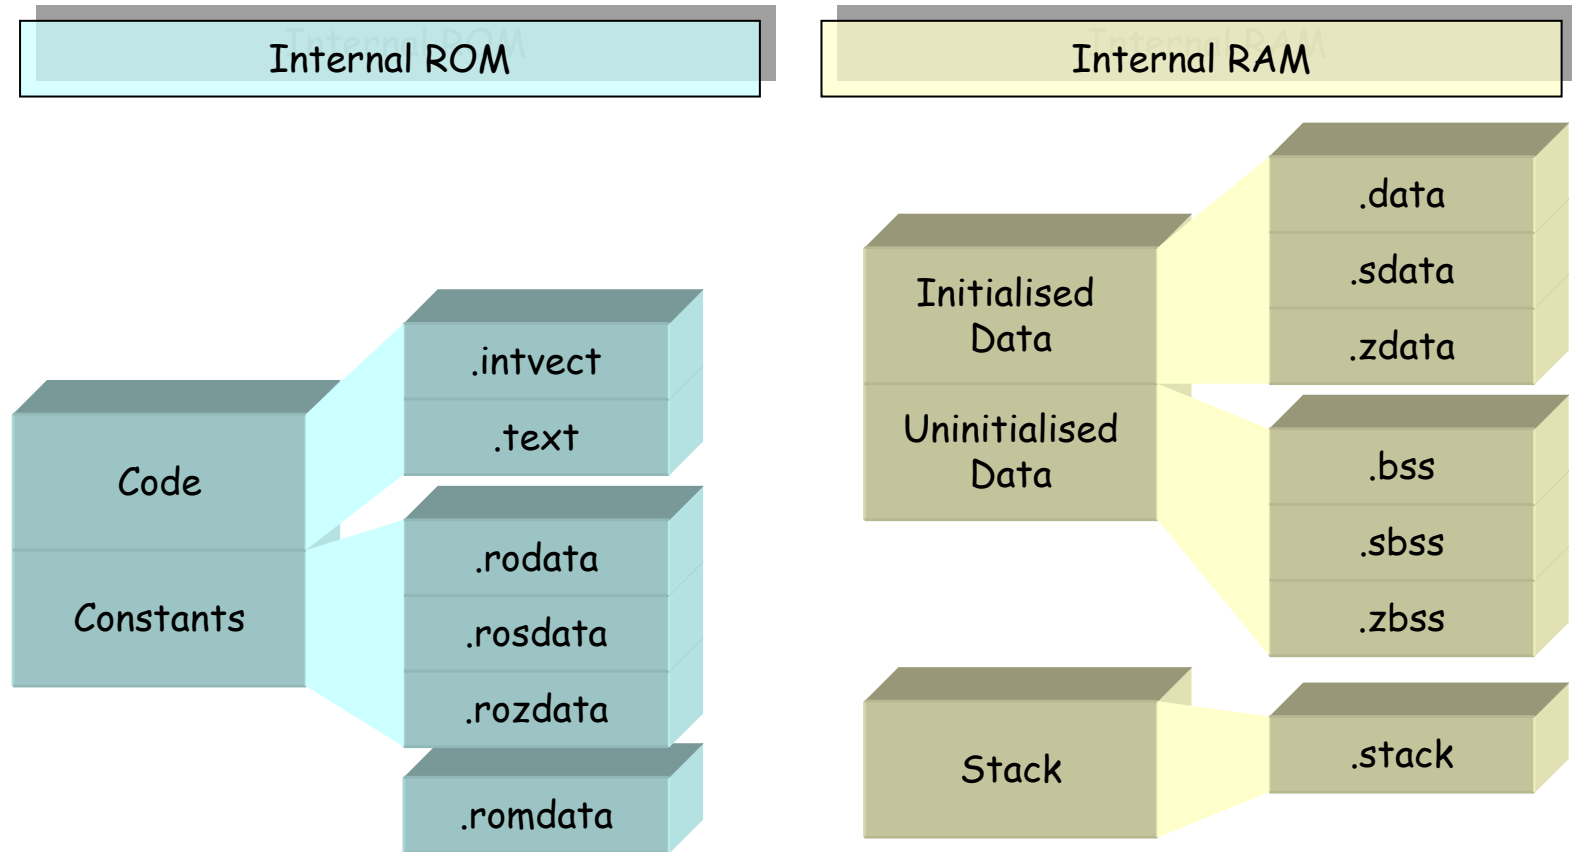 Internal ROM
Internal RAM
Code
Constants
.intvect
.text
.rodata
.rosdata
.rozdata
.romdata
Initialised
Data
Uninitialised
Data
Stack
.data
.sdata
.zdata
.bss
.sbss
.zbss
.stack